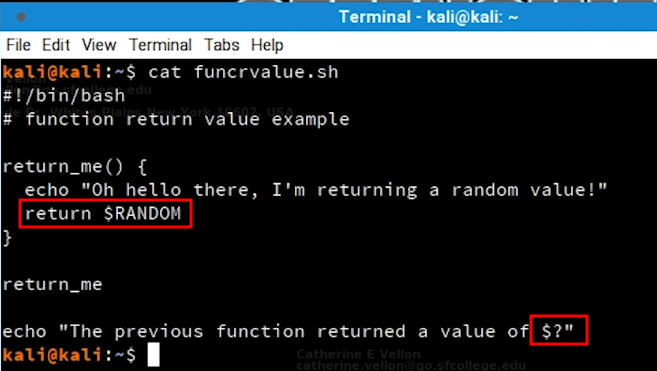 Terminal - kali@kali: ~
File Edit View Terminal Tabs Help
kali@kali:~$ cat funcrvalue.sh
#!/bin/bash
# function return value example
return_me() {
echo "Oh hello there, I'm returning a random value!"
return $RANDOM
}
return_me
echo "The previous function returned a value of $?"
kali@kali:~$
Catherine E Vellon
catherine.vellon@go.sfcollege.edu